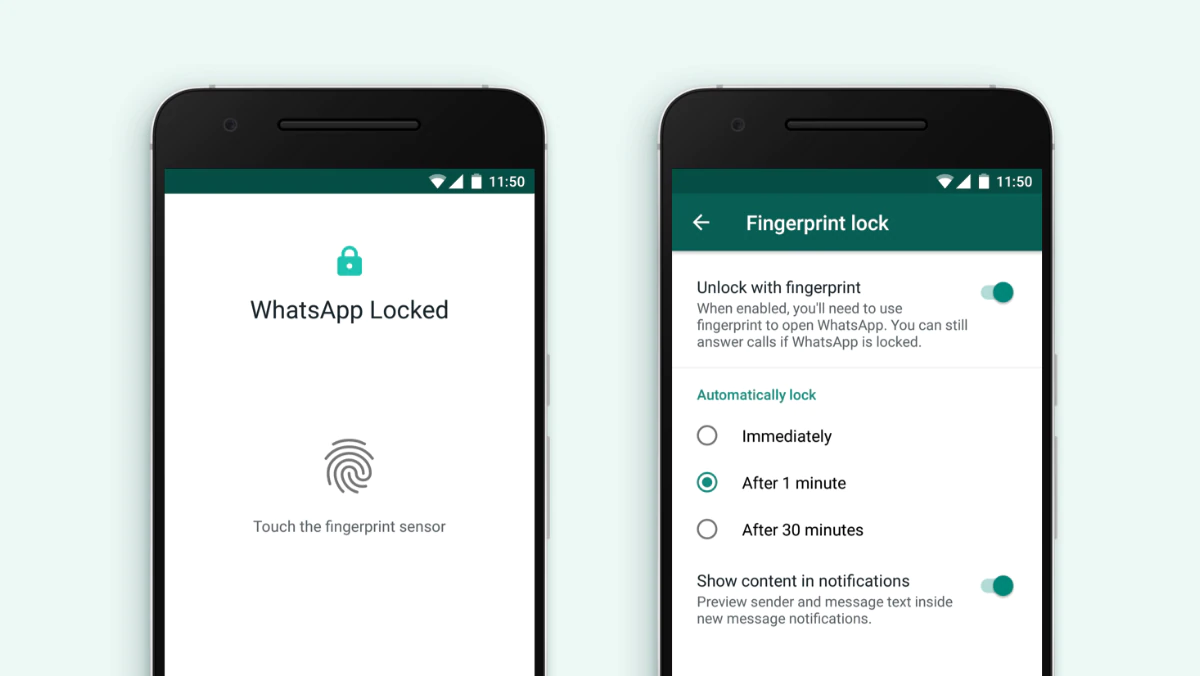 11:50
WhatsApp Locked
Touch the fingerprint sensor
11:50
Fingerprint lock
Unlock with fingerprint
When enabled, you'll need to use
fingerprint to open WhatsApp. You can still
answer calls if WhatsApp is locked.
Automatically lock
Immediately
After 1 minute
After 30 minutes
Show content in notifications
Preview sender and message text inside
new message notifications.